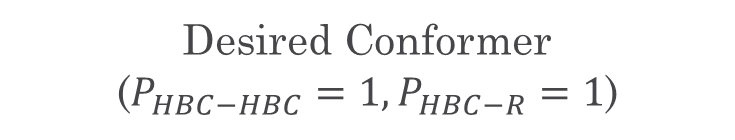 Desired Conformer
(P_{HBC−HBC} = 1, P_{HBC−R} = 1)